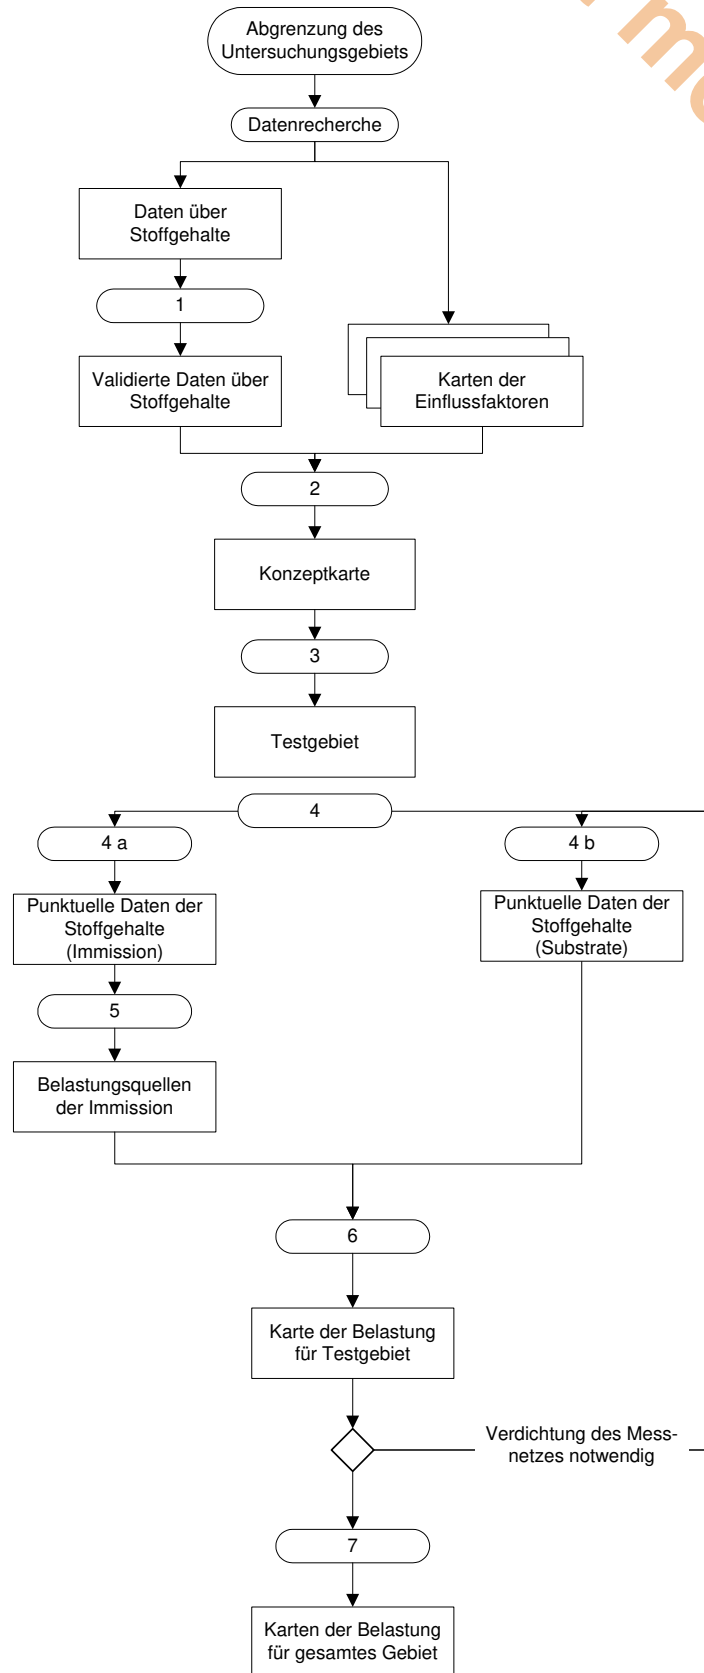 Abgrenzung des
Untersuchungsgebiets
Datenrecherche
Daten über
Stoffgehalte
1
Validierte Daten über
Stoffgehalte
Karten der
Einflussfaktoren
2
Konzeptkarte
3
Testgebiet
4
4 a
4 b
Punktuelle Daten der
Stoffgehalte
(Immission)
Punktuelle Daten der
Stoffgehalte
(Substrate)
5
Belastungsquellen
der Immission
6
Karte der Belastung
für Testgebiet
Verdichtung des Mess-
netzes notwendig
7
Karten der Belastung
für gesamtes Gebiet